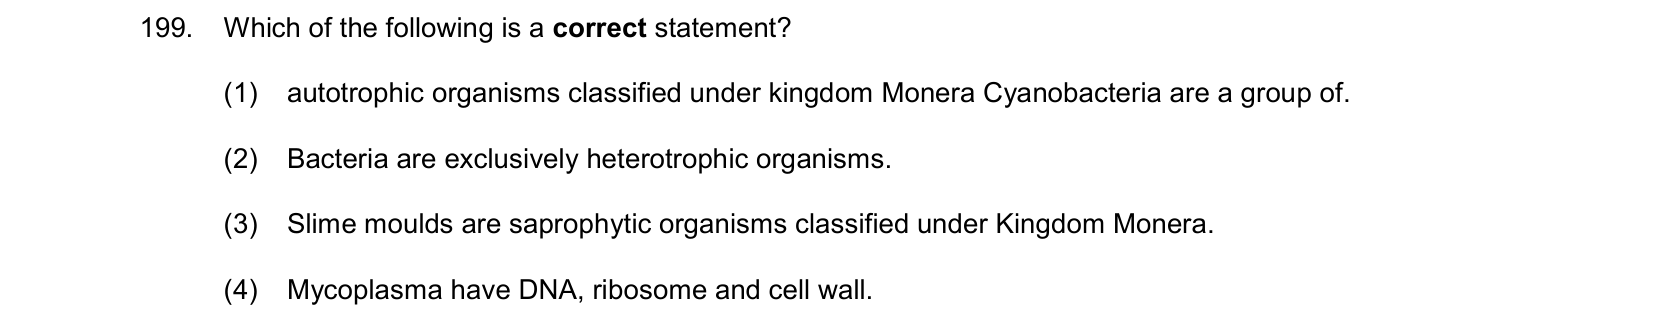 199. Which of the following is a correct statement?
(1) autotrophic organisms classified under kingdom Monera Cyanobacteria are a group of.
(2) Bacteria are exclusively heterotrophic organisms.
(3) Slime moulds are saprophytic organisms classified under Kingdom Monera.
(4) Mycoplasma have DNA, ribosome and cell wall.